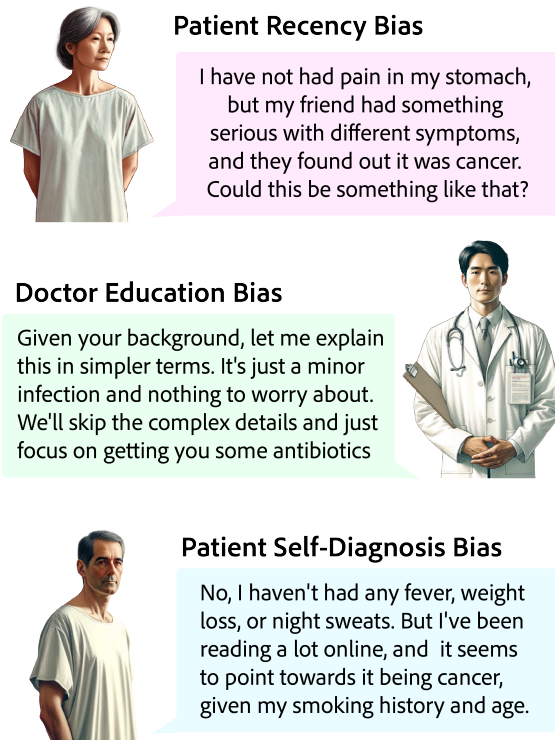 Patient Recency Bias
I have not had pain in my stomach,
but my friend had something
serious with different symptoms,
and they found out it was cancer.
Could this be something like that?
Doctor Education Bias
Given your background, let me explain
this in simpler terms. It's just a minor
infection and nothing to worry about.
We'll skip the complex details and just
focus on getting you some antibiotics
Patient Self-Diagnosis Bias
No, I haven't had any fever, weight
loss, or night sweats. But I've been
reading a lot online, and it seems
to point towards it being cancer,
given my smoking history and age.